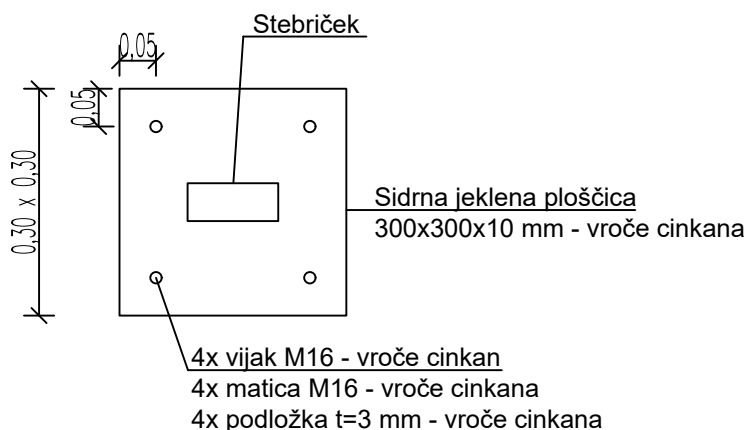 Stebriček
0,05
0,05
0,30 x 0,30
Sidrna jeklena ploščica
300x300x10 mm - vroče cinkana
4x vijak M16 - vroče cinkan
4x matica M16 - vroče cinkana
4x podložka t=3 mm - vroče cinkana